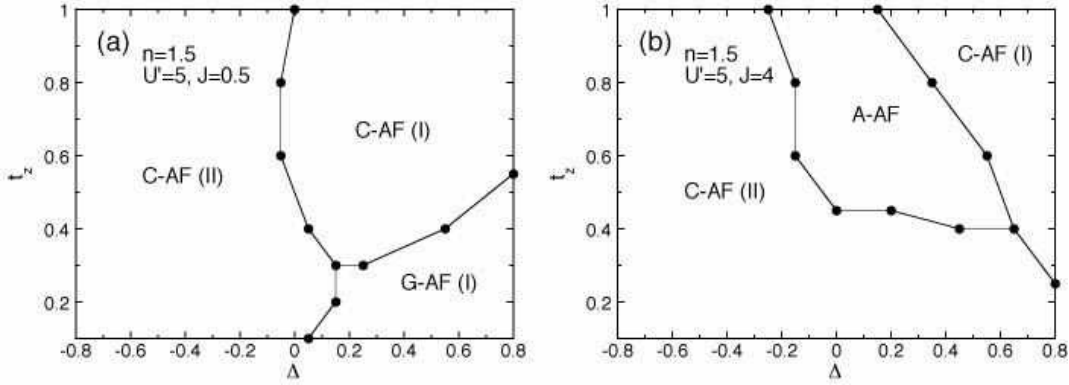 (a)
n=1.5
U'=5, J=0.5
C-AF (I)
C-AF (II)
G-AF (I)
t_z
1
0.8
0.6
0.4
0.2
-0.8 -0.6 -0.4 -0.2 0 0.2 0.4 0.6 0.8
Δ
(b)
n=1.5
U'=5, J=4
C-AF (I)
A-AF
C-AF (II)
t_z
1
0.8
0.6
0.4
0.2
-0.8 -0.6 -0.4 -0.2 0 0.2 0.4 0.6 0.8
Δ